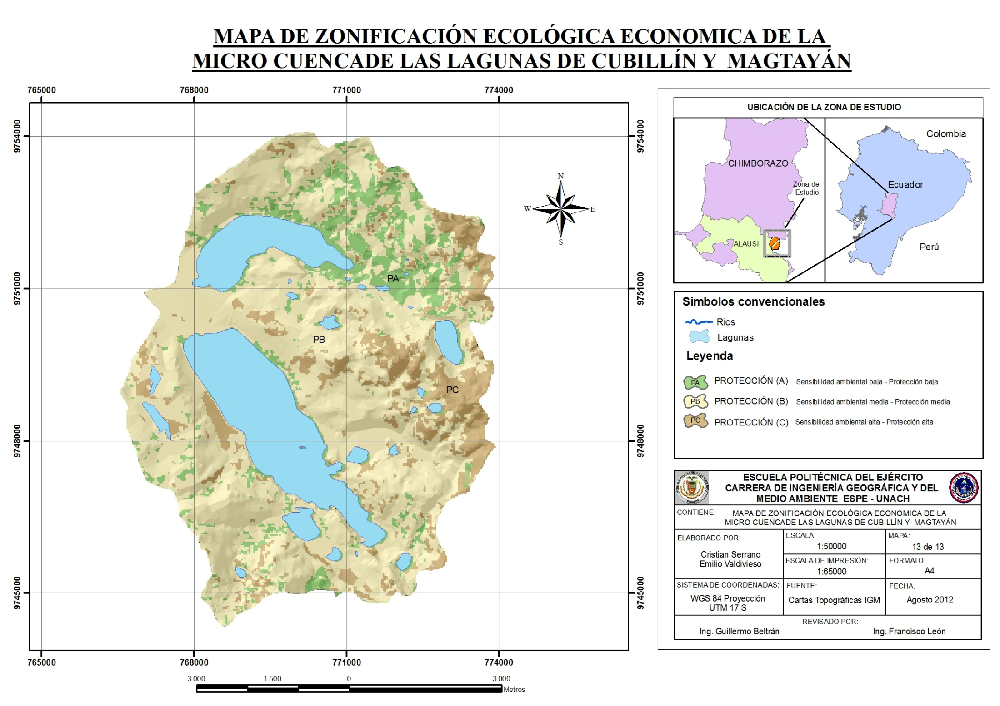 MAPA DE ZONIFICACIÓN ECOLÓGICA ECONOMICA DE LA
MICRO CUENCADE LAS LAGUNAS DE CUBILLÍN Y MAGTAYÁN
765000 768000 771000 774000
9754000 9751000 9748000 9745000
N
W E
S
PA
PB
PC
9754000 9751000 9748000 9745000
765000 768000 771000 774000
3.000 1.500 0 3.000
Metros
UBICACIÓN DE LA ZONA DE ESTUDIO
CHIMBORAZO
Zona de
Estudio
ALAUSI
Colombia
Ecuador
Perú
Simbolos convencionales
Rios
Lagunas
Leyenda
PA PROTECCIÓN (A) Sensibilidad ambiental baja - Protección baja
PB PROTECCIÓN (B) Sensibilidad ambiental media - Protección media
PC PROTECCIÓN (C) Sensibilidad ambiental alta - Protección alta
ESCUELA POLITÉCNICA DEL EJÉRCITO
CARRERA DE INGENIERÍA GEOGRÁFICA Y DEL
MEDIO AMBIENTE ESPE - UNACH
CONTIENE: MAPA DE ZONIFICACIÓN ECOLÓGICA ECONOMICA DE LA
MICRO CUENCADE LAS LAGUNAS DE CUBILLÍN Y MAGTAYÁN
ELABORADO POR:
Cristian Serrano
Emilio Valdivieso
ESCALA:
1:50000
MAPA:
13 de 13
ESCALA DE IMPRESIÓN:
1:65000
FORMATO:
A4
SISTEMA DE COORDENADAS:
WGS 84 Proyección
UTM 17 S
FUENTE:
Cartas Topográficas IGM
FECHA:
Agosto 2012
REVISADO POR:
Ing. Guillermo Beltrán Ing. Francisco León